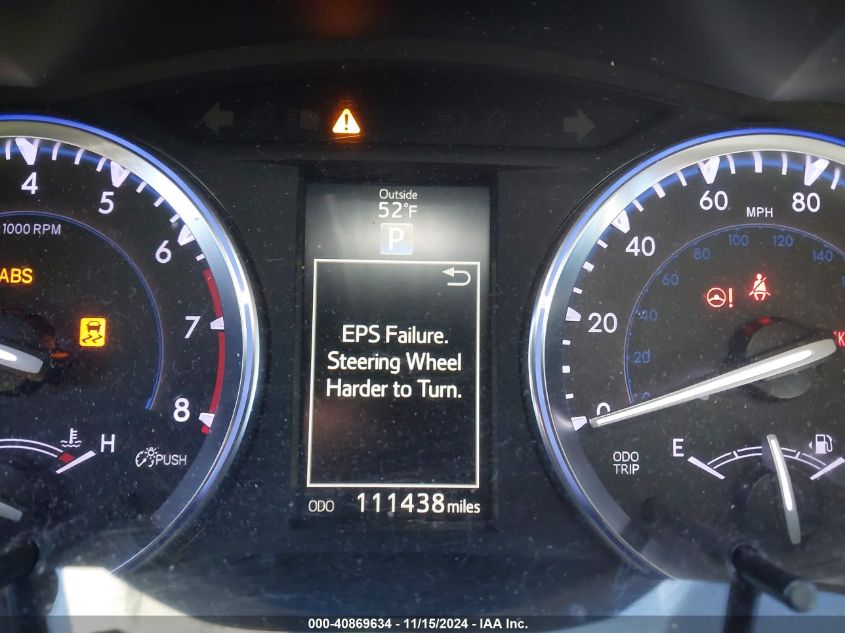 Outside
52°F
P
EPS Failure.
Steering Wheel
Harder to Turn.
ODO 111438 miles
4
5
6
7
8
1000 RPM
ABS
H
PUSH
0
20
40
60
80
MPH
20
40
60
80
100
120
140
!
ODO
TRIP
E
000-40869634 - 11/15/2024 - IAA Inc.